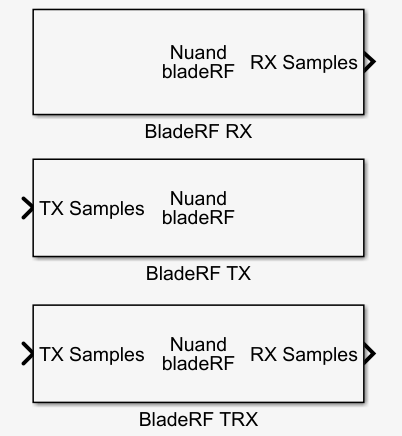 Nuand
bladeRF
RX Samples
BladeRF RX
TX Samples
Nuand
bladeRF
BladeRF TX
TX Samples
Nuand
bladeRF
RX Samples
BladeRF TRX